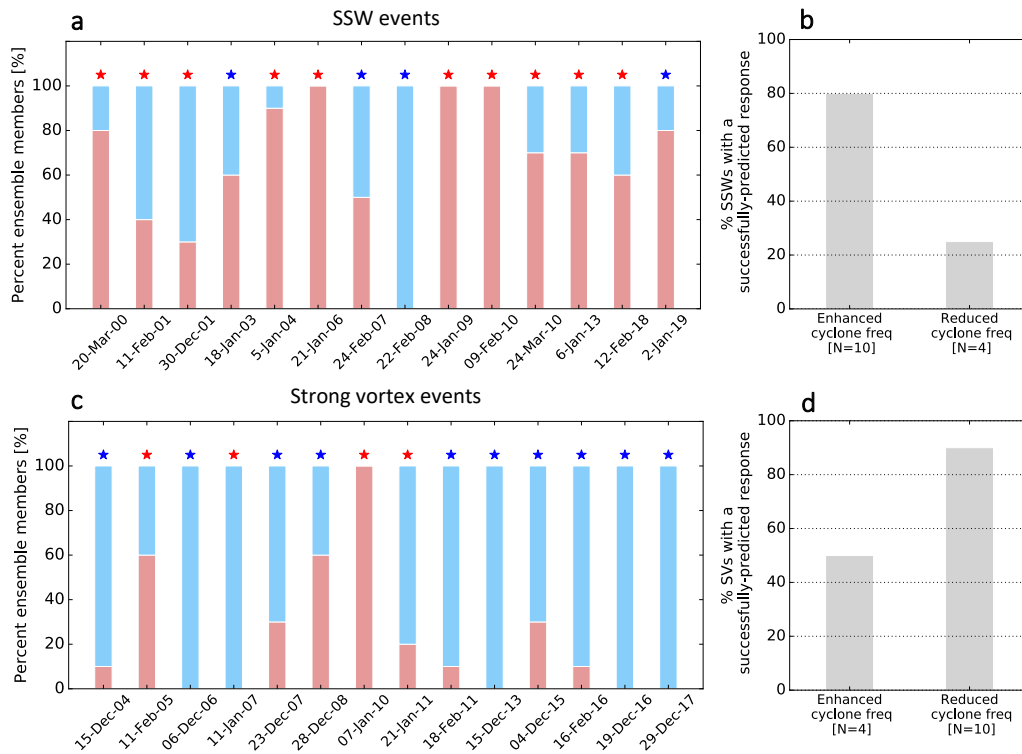 a
SSW events
Percent ensemble members [%]
100
80
60
40
20
0
20-Mar-00
11-Feb-01
30-Dec-01
18-Jan-03
5-Jan-04
21-Jan-06
24-Feb-07
22-Feb-08
24-Jan-09
09-Feb-10
24-Mar-10
6-Jan-13
12-Feb-18
2-Jan-19
b
% SSWs with a
successfully-predicted response
100
80
60
40
20
0
Enhanced
cyclone freq
[N=10]
Reduced
cyclone freq
[N=4]
c
Strong vortex events
Percent ensemble members [%]
100
80
60
40
20
0
15-Dec-04
11-Feb-05
06-Dec-06
11-Jan-07
23-Dec-07
28-Dec-08
07-Jan-10
21-Jan-11
18-Feb-11
15-Dec-13
04-Dec-15
16-Feb-16
19-Dec-16
29-Dec-17
d
% SVs with a
successfully-predicted response
100
80
60
40
20
0
Enhanced
cyclone freq
[N=4]
Reduced
cyclone freq
[N=10]